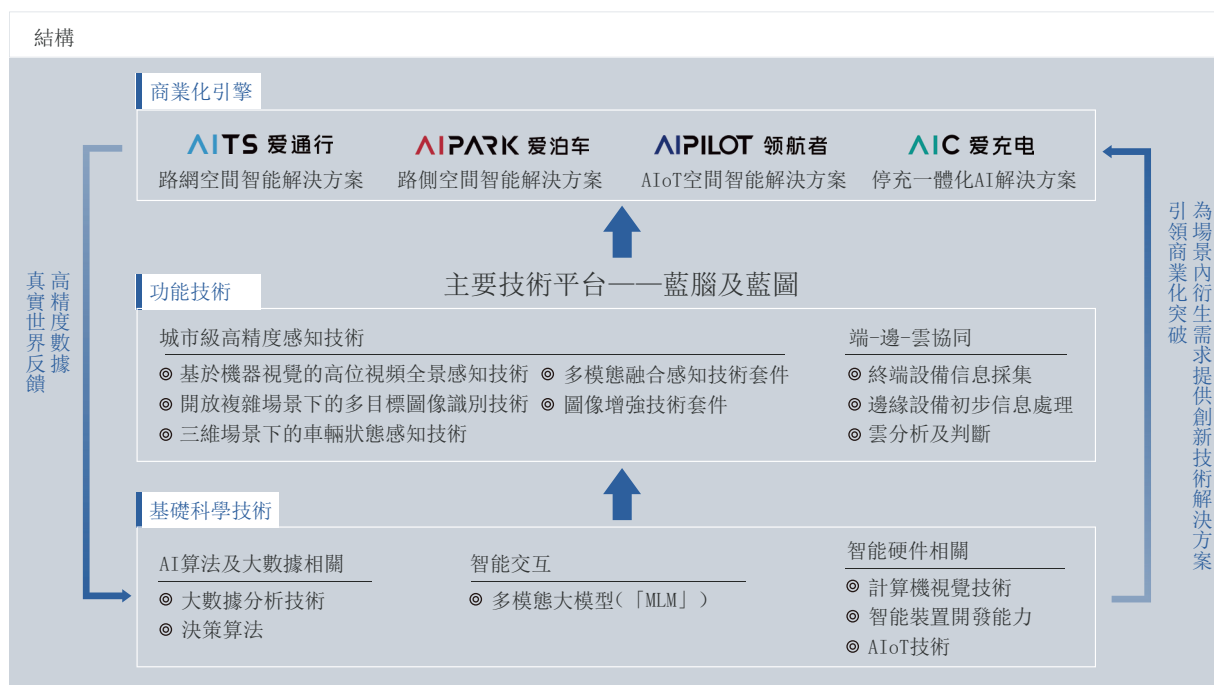 結構
商業化引擎
AITS 爱通行
AIPARK 爱泊车
AIPILOT 领航者
AIC 爱充电
路網空間智能解決方案
路側空間智能解決方案
AIoT空間智能解決方案
停充一體化AI解決方案
主要技術平台——藍腦及藍圖
功能技術
城市級高精度感知技術
◎ 基於機器視覺的高位視頻全景感知技術
◎ 多模態融合感知技術套件
◎ 開放複雜場景下的多目標圖像識別技術
◎ 圖像增強技術套件
◎ 三維場景下的車輛狀態感知技術
端-邊-雲協同
◎ 終端設備信息採集
◎ 邊緣設備初步信息處理
◎ 雲分析及判斷
基礎科學技術
AI算法及大數據相關
◎ 大數據分析技術
◎ 決策算法
智能交互
◎ 多模態大模型(「MLM」)
智能硬件相關
◎ 計算機視覺技術
◎ 智能裝置開發能力
◎ AIoT技術
高精度數據
真實世界反饋
為場景內衍生需求提供創新技術解決方案
引領商業化突破